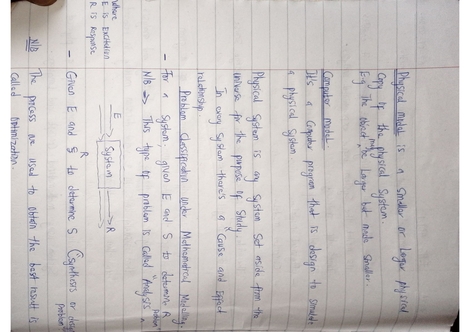 Physical model is a smaller or larger physical
copy of the physical system.
E.g The object may be larger but made smaller.
Computer model
It's a computer program that is design to simulate
a physical system
Physical system is any system set aside from the
universe for the purpose of study.
In every system there's a "Cause and Effect
relationship.
Problem Classification under Mathematical Modelling.
- For a system, given E and S to determine R
N/B → This type of problem is called "Analysis problem"
Where
E is Excitation
R is Response
E System R
- Given E and R to determine S (Synthesis or design
problem
N/B The process we used to obtain the best result is
called optimization.